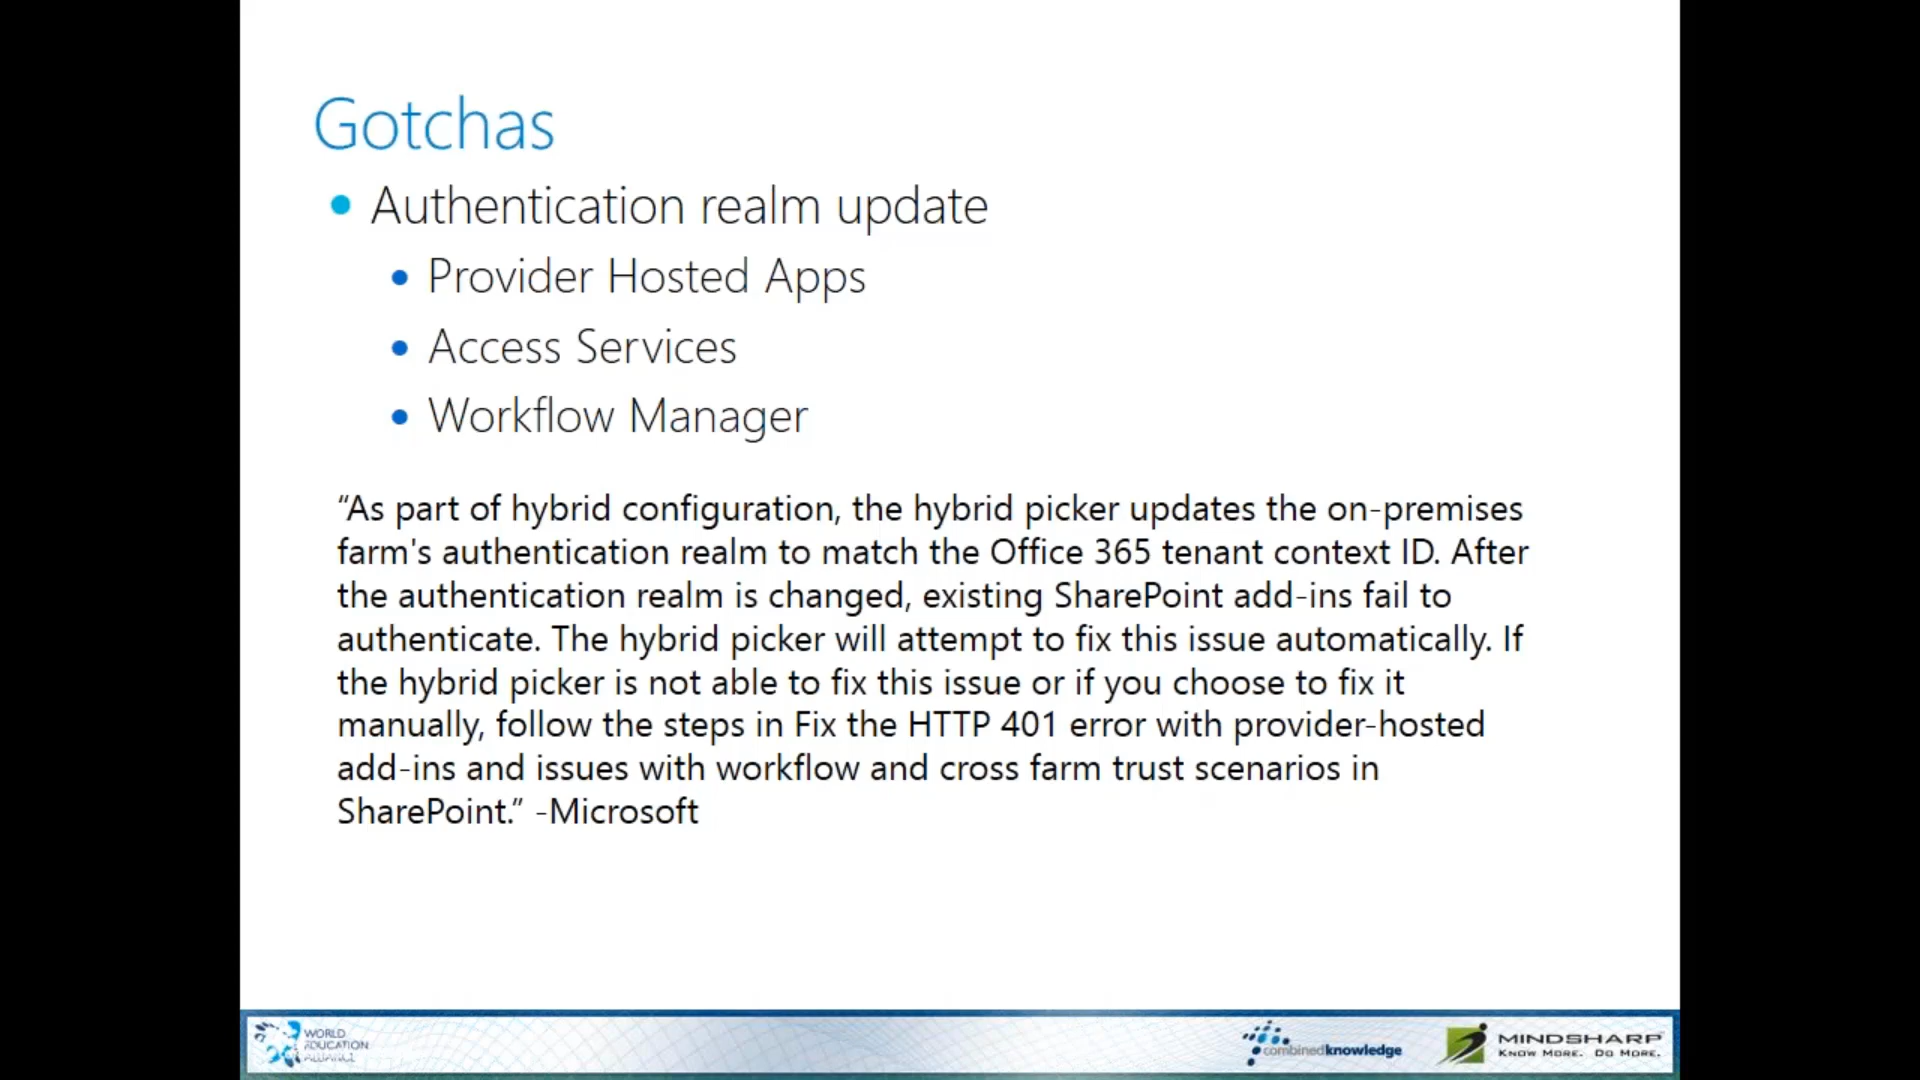 Gotchas
Authentication realm update
Provider Hosted Apps
Access Services
Workflow Manager
“As part of hybrid configuration, the hybrid picker updates the on-premises
farm's authentication realm to match the Office 365 tenant context ID. After
the authentication realm is changed, existing SharePoint add-ins fail to
authenticate. The hybrid picker will attempt to fix this issue automatically. If
the hybrid picker is not able to fix this issue or if you choose to fix it
manually, follow the steps in Fix the HTTP 401 error with provider-hosted
add-ins and issues with workflow and cross farm trust scenarios in
SharePoint.” -Microsoft
WORLD
EDUCATION
ALLIANCE
combinedknowledge
MINDSHARP
KNOW MORE. DO MORE.